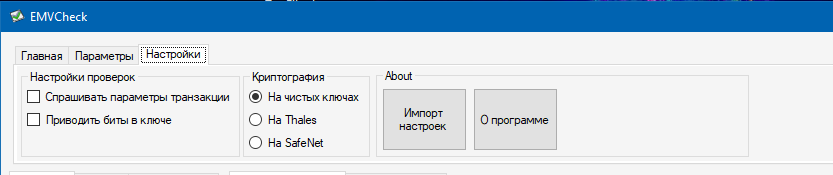 EMVCheck
Главная Параметры Настройки
Настройки проверок
Спрашивать параметры транзакции
Приводить биты в ключе
Криптография
На чистых ключах
На Thales
На SafeNet
About
Импорт
настроек
О программе